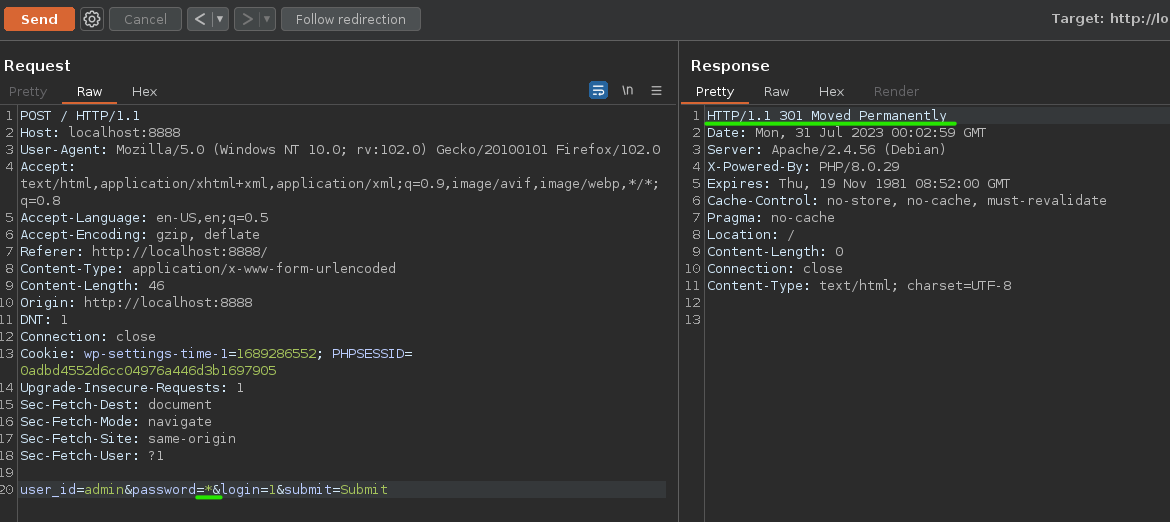 Send Cancel < | ▾ > | ▾ Follow redirection Target: http://lo
Request
Pretty Raw Hex \n
1 POST / HTTP/1.1
2 Host: localhost:8888
3 User-Agent: Mozilla/5.0 (Windows NT 10.0; rv:102.0) Gecko/20100101 Firefox/102.0
4 Accept:
text/html,application/xhtml+xml,application/xml;q=0.9,image/avif,image/webp,*/*;
q=0.8
5 Accept-Language: en-US,en;q=0.5
6 Accept-Encoding: gzip, deflate
7 Referer: http://localhost:8888/
8 Content-Type: application/x-www-form-urlencoded
9 Content-Length: 46
10 Origin: http://localhost:8888
11 DNT: 1
12 Connection: close
13 Cookie: wp-settings-time-1=1689286552; PHPSESSID=
0adbd4552d6cc04976a446d3b1697905
14 Upgrade-Insecure-Requests: 1
15 Sec-Fetch-Dest: document
16 Sec-Fetch-Mode: navigate
17 Sec-Fetch-Site: same-origin
18 Sec-Fetch-User: ?1
19
20 user_id=admin&password=*&login=1&submit=Submit
Response
Pretty Raw Hex Render
1 HTTP/1.1 301 Moved Permanently
2 Date: Mon, 31 Jul 2023 00:02:59 GMT
3 Server: Apache/2.4.56 (Debian)
4 X-Powered-By: PHP/8.0.29
5 Expires: Thu, 19 Nov 1981 08:52:00 GMT
6 Cache-Control: no-store, no-cache, must-revalidate
7 Pragma: no-cache
8 Location: /
9 Content-Length: 0
10 Connection: close
11 Content-Type: text/html; charset=UTF-8
12
13